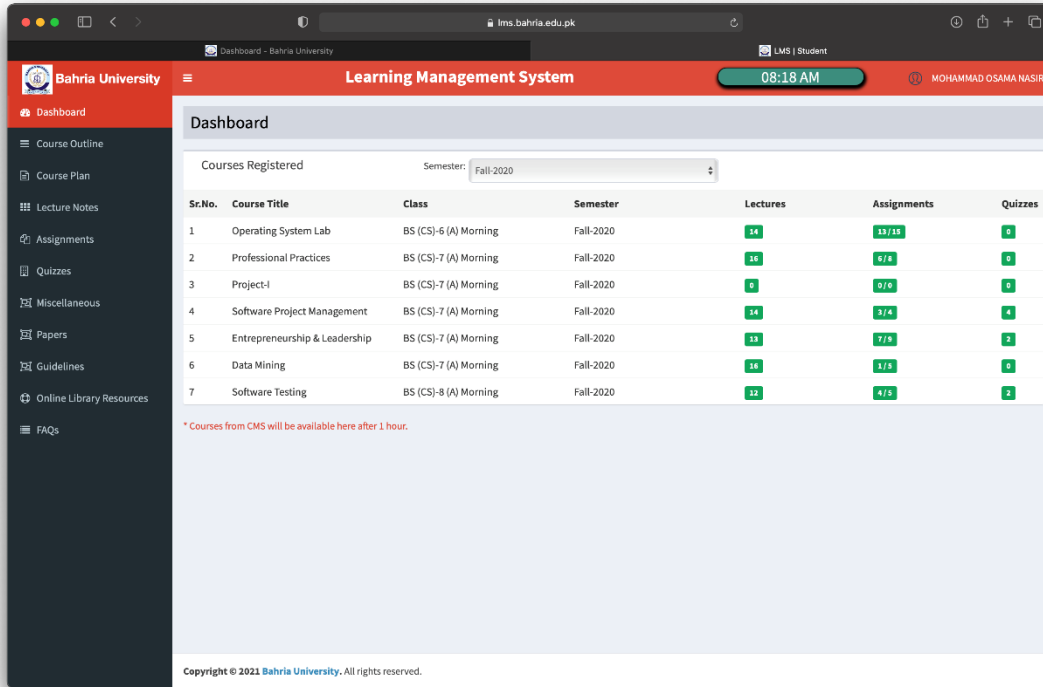 lms.bahria.edu.pk
Dashboard - Bahria University
LMS | Student
Bahria University
Learning Management System
08:18 AM
MOHAMMAD OSAMA NASIR
Dashboard
Course Outline
Course Plan
Lecture Notes
Assignments
Quizzes
Miscellaneous
Papers
Guidelines
Online Library Resources
FAQs
Dashboard
Courses Registered
Semester: Fall-2020
Sr.No. Course Title Class Semester Lectures Assignments Quizzes
1 Operating System Lab BS (CS)-6 (A) Morning Fall-2020 14 13/15 0
2 Professional Practices BS (CS)-7 (A) Morning Fall-2020 16 6/8 0
3 Project-I BS (CS)-7 (A) Morning Fall-2020 0 0/0 0
4 Software Project Management BS (CS)-7 (A) Morning Fall-2020 14 3/4 4
5 Entrepreneurship & Leadership BS (CS)-7 (A) Morning Fall-2020 13 7/9 2
6 Data Mining BS (CS)-7 (A) Morning Fall-2020 16 1/5 0
7 Software Testing BS (CS)-8 (A) Morning Fall-2020 12 4/5 2
* Courses from CMS will be available here after 1 hour.
Copyright © 2021 Bahria University. All rights reserved.